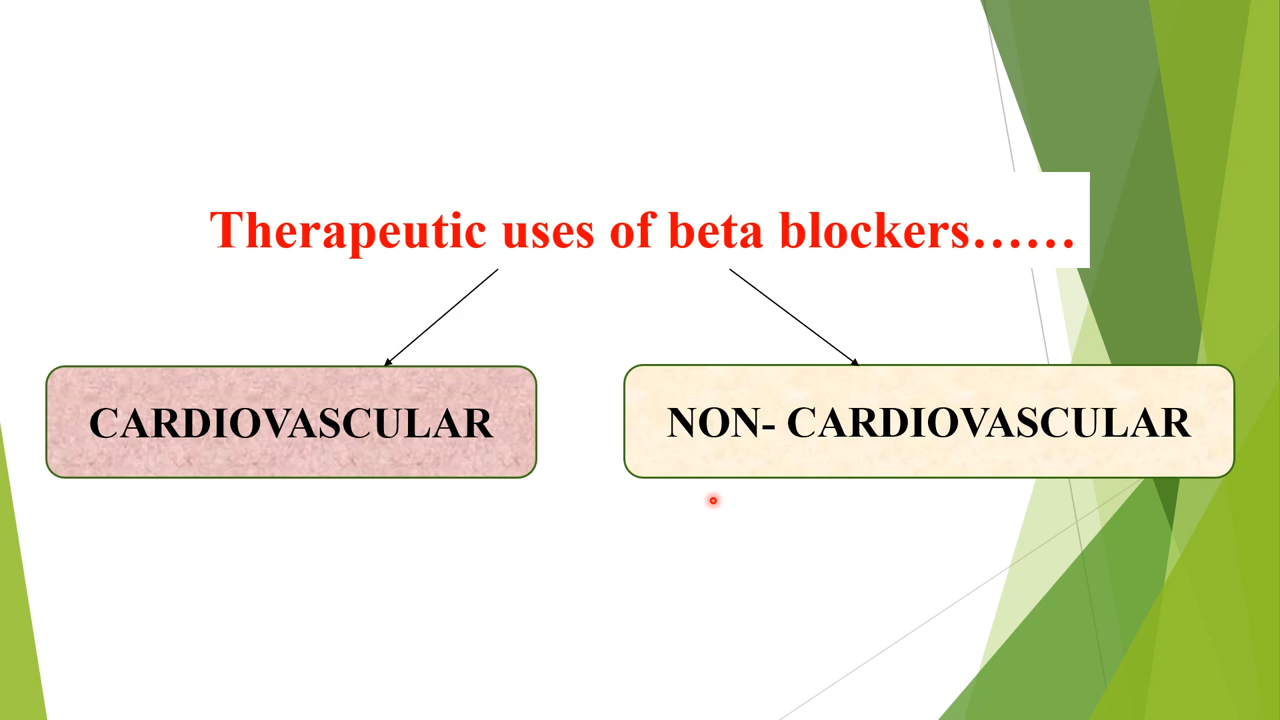 Therapeutic uses of beta blockers……
CARDIOVASCULAR
NON- CARDIOVASCULAR